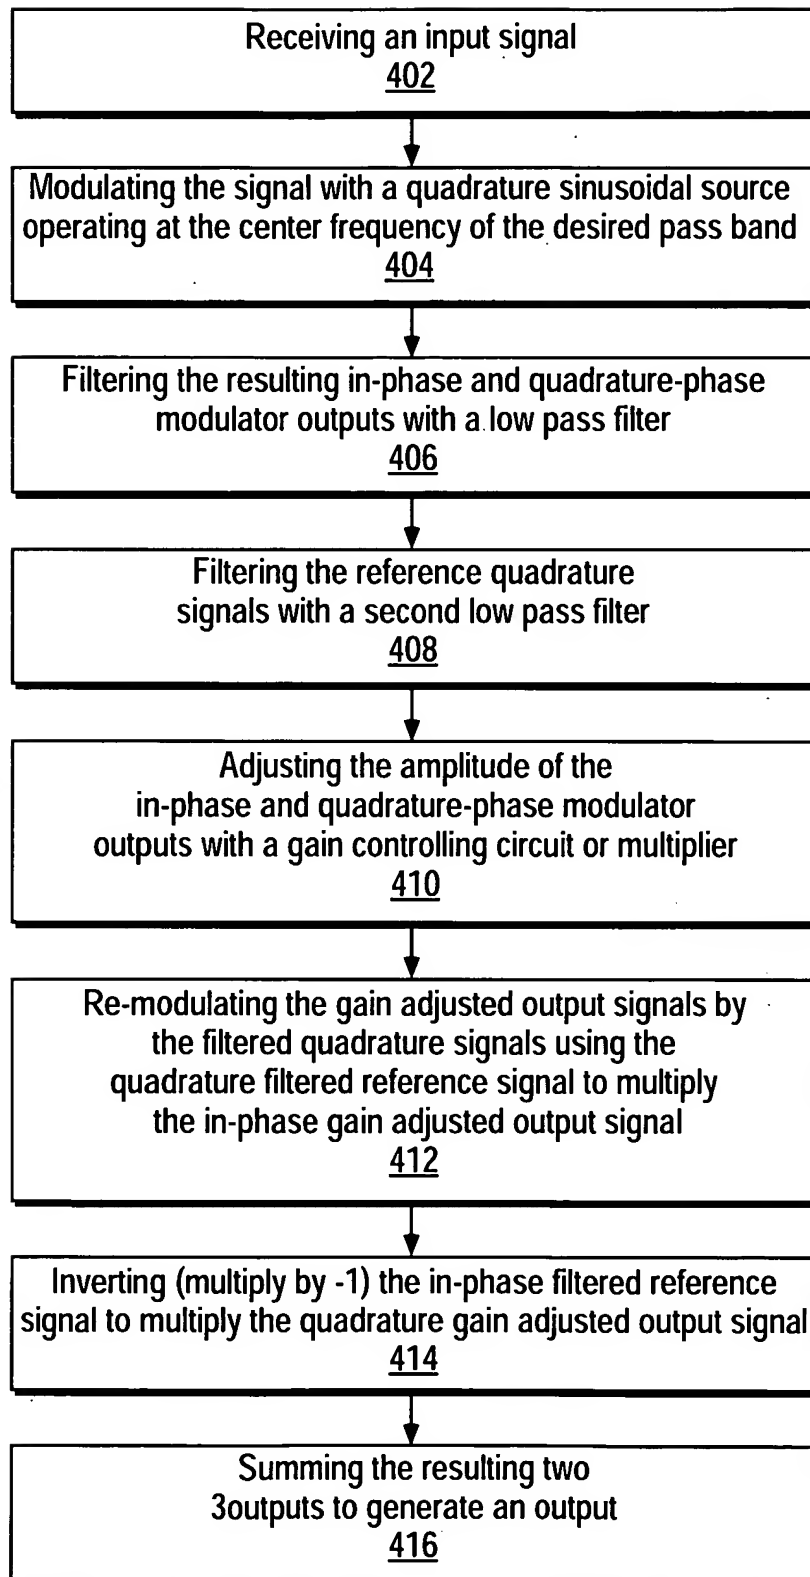 Receiving an input signal
402
Modulating the signal with a quadrature sinusoidal source
operating at the center frequency of the desired pass band
404
Filtering the resulting in-phase and quadrature-phase
modulator outputs with a low pass filter
406
Filtering the reference quadrature
signals with a second low pass filter
408
Adjusting the amplitude of the
in-phase and quadrature-phase modulator
outputs with a gain controlling circuit or multiplier
410
Re-modulating the gain adjusted output signals by
the filtered quadrature signals using the
quadrature filtered reference signal to multiply
the in-phase gain adjusted output signal
412
Inverting (multiply by -1) the in-phase filtered reference
signal to multiply the quadrature gain adjusted output signal
414
Summing the resulting two
3outputs to generate an output
416